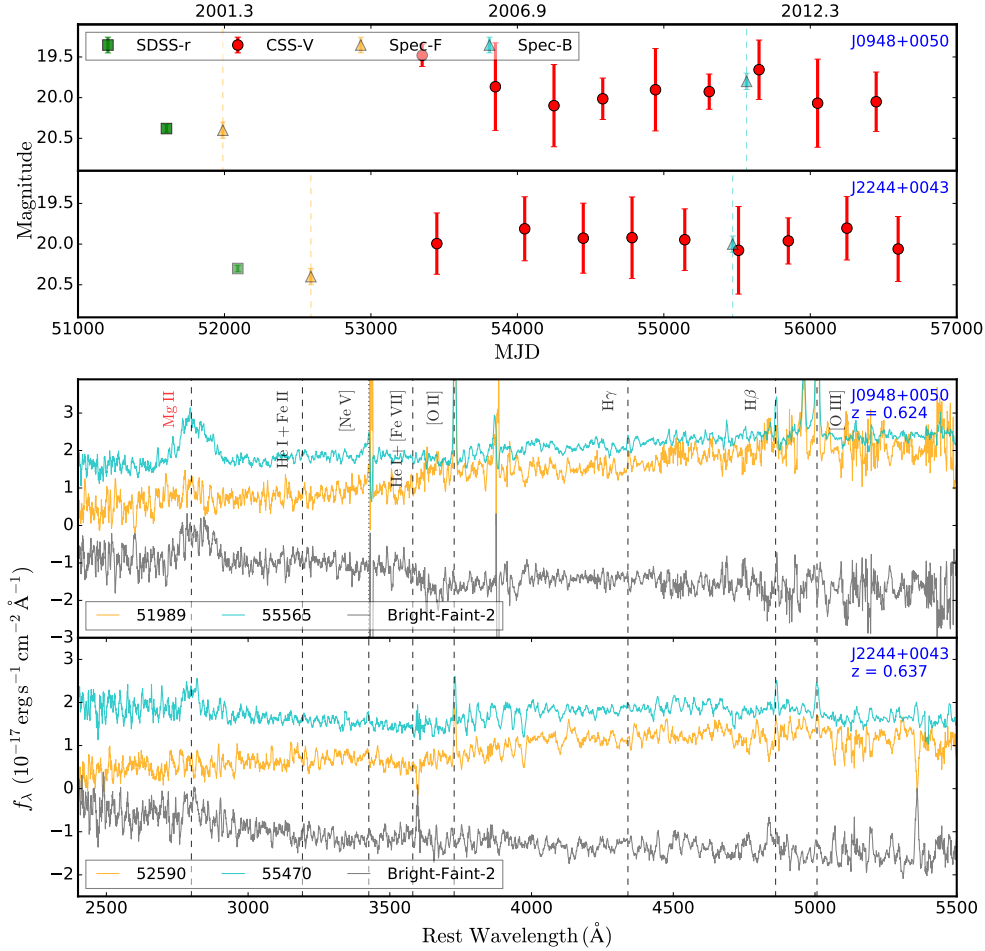 2001.3 2006.9 2012.3
SDSS-r CSS-V Spec-F Spec-B
J0948+0050
19.5
20.0
20.5
J2244+0043
19.5
20.0
20.5
Magnitude
51000 52000 53000 54000 55000 56000 57000
MJD
Mg II
He I + Fe II
[Ne V]
He I + [Fe VII]
[O II]
Hγ
Hβ
[O III]
J0948+0050
z = 0.624
3
2
1
0
−1
−2
−3
51989 55565 Bright-Faint-2
J2244+0043
z = 0.637
3
2
1
0
−1
−2
52590 55470 Bright-Faint-2
fλ (10⁻¹⁷ erg s⁻¹ cm⁻² Å⁻¹)
2500 3000 3500 4000 4500 5000 5500
Rest Wavelength (Å)